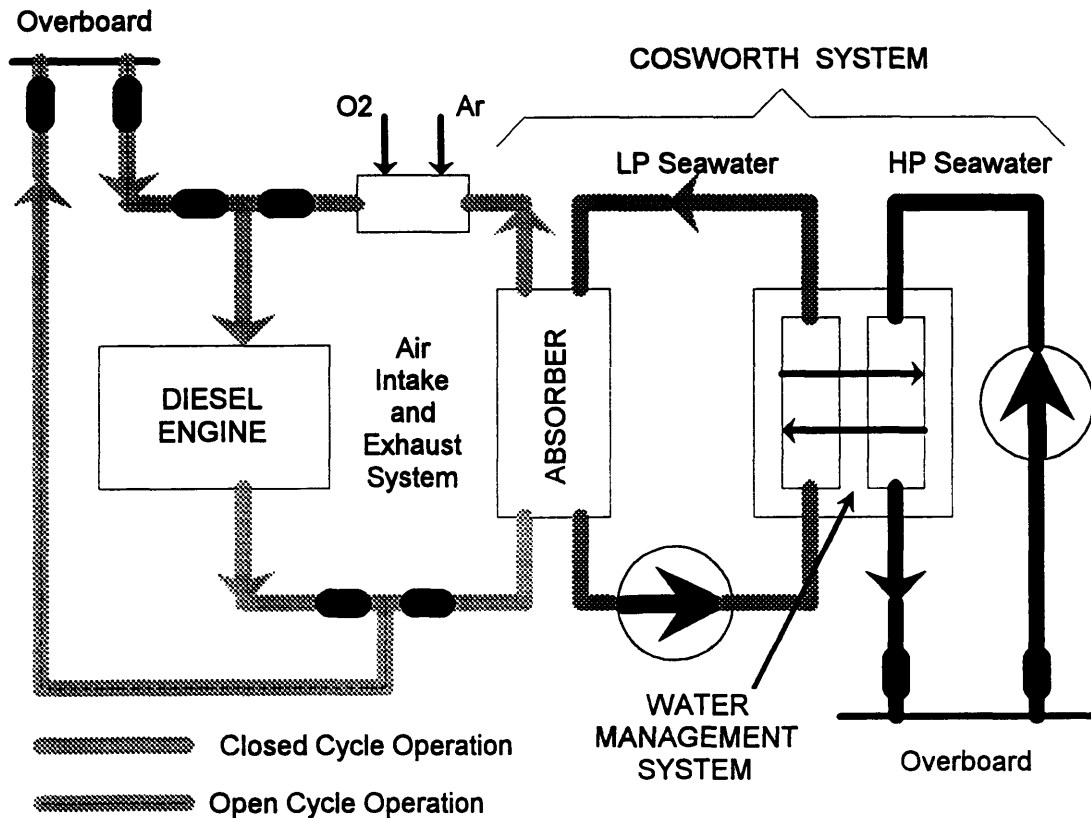 Overboard
COSWORTH SYSTEM
O2
Ar
LP Seawater
HP Seawater
DIESEL
ENGINE
Air
Intake
and
Exhaust
System
ABSORBER
WATER
MANAGEMENT
SYSTEM
Overboard
Closed Cycle Operation
Open Cycle Operation